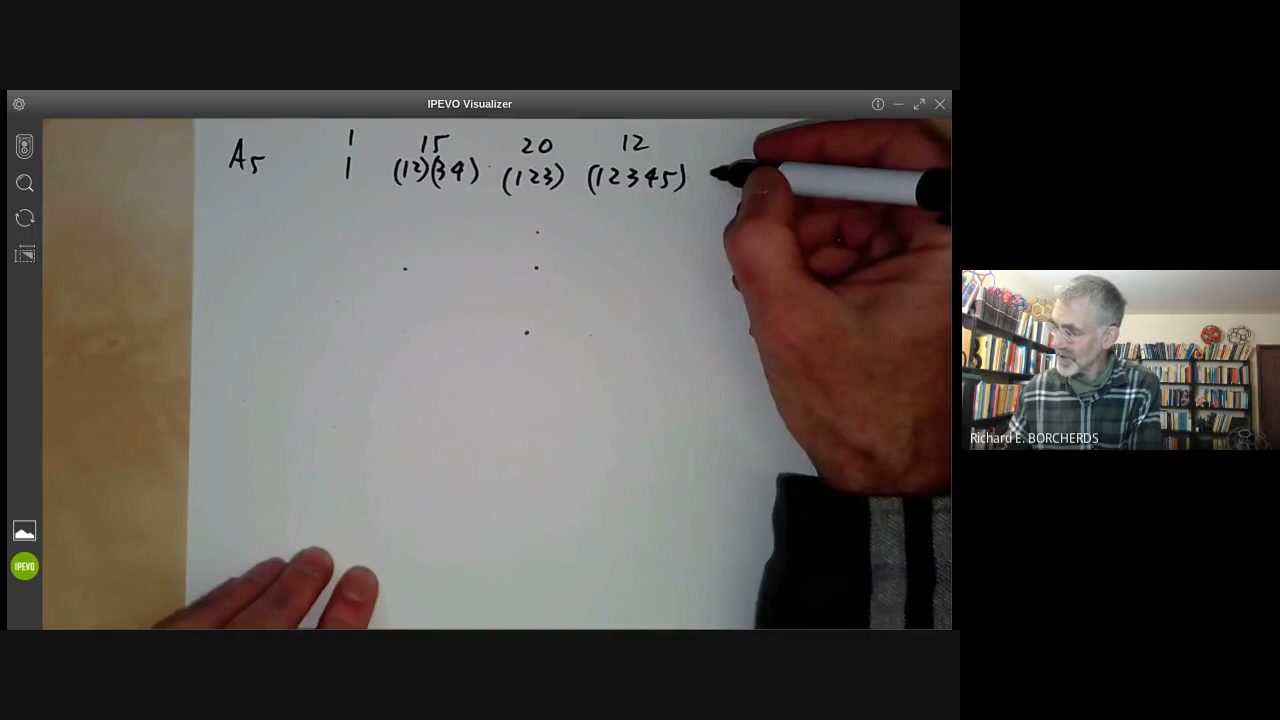 IPEVO Visualizer
1 15 20 12
A5 1 (12)(34) (123) (12345)
IPEVO
Richard E. BORCHERDS